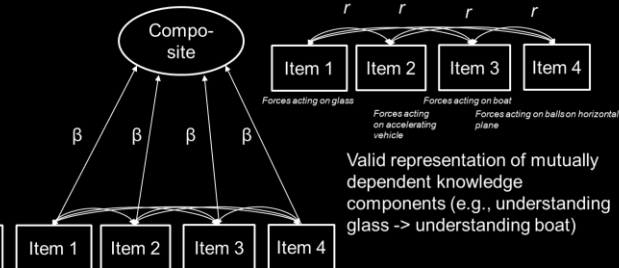 Compo-
site
r r r r
Item 1 Item 2 Item 3 Item 4
Forces acting on glass
Forces acting
on accelerating
vehicle
Forces acting on boat
Forces acting on balls on horizontal
plane
β β β β
Valid representation of mutually
dependent knowledge
components (e.g., understanding
glass -> understanding boat)
Item 1 Item 2 Item 3 Item 4